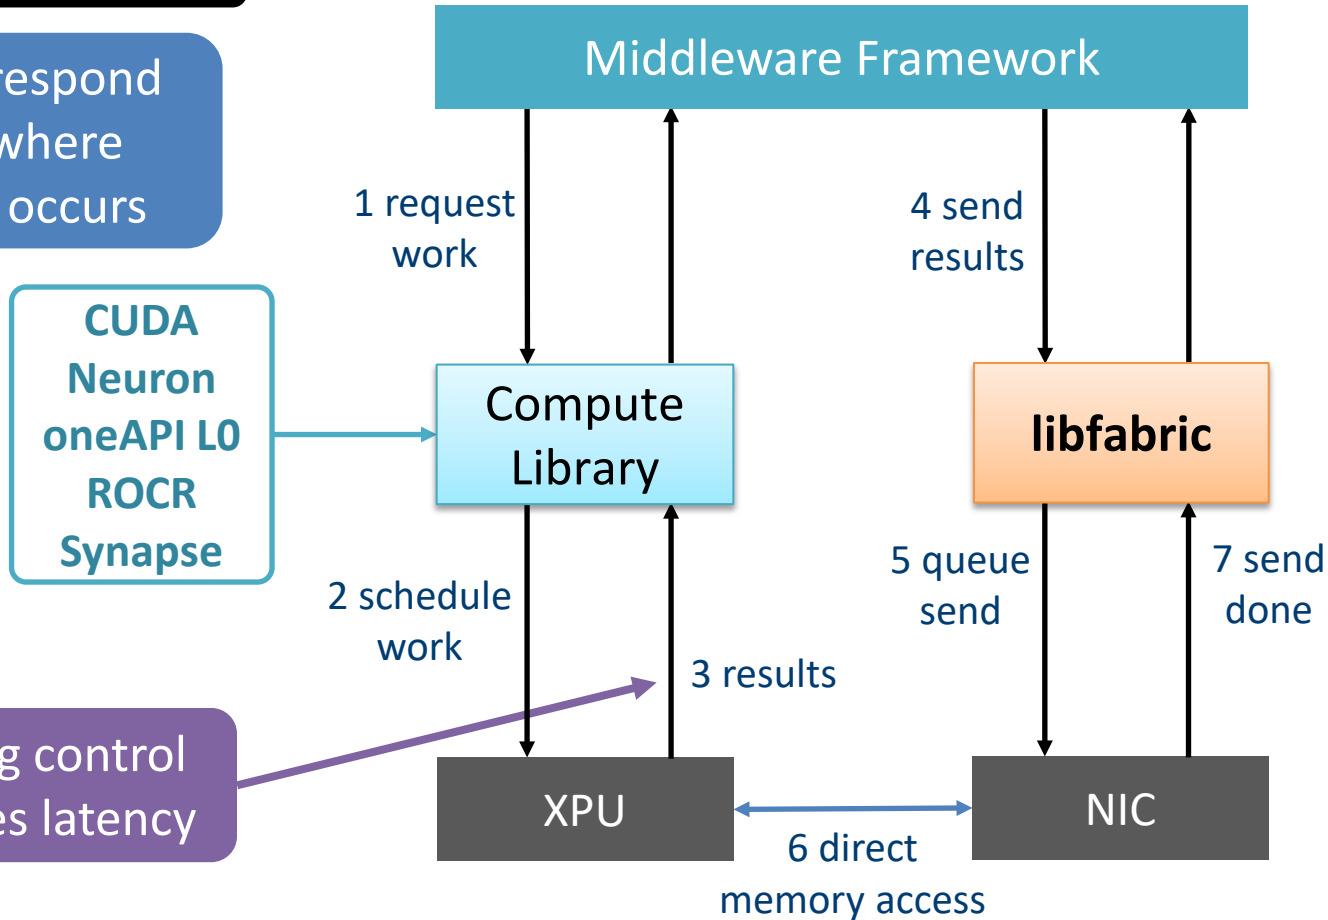 Middleware Framework
respond
where
occurs
1 request
work
4 send
results
CUDA
Neuron
oneAPI L0
ROCR
Synapse
Compute
Library
libfabric
2 schedule
work
3 results
5 queue
send
7 send
done
control
latency
XPU
NIC
6 direct
memory access